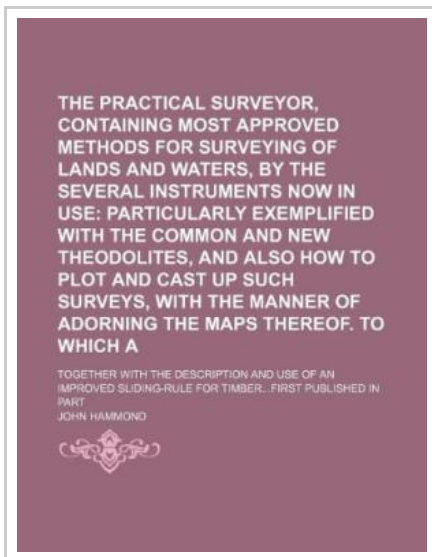 THE PRACTICAL SURVEYOR,
CONTAINING MOST APPROVED
METHODS FOR SURVEYING OF
LANDS AND WATERS, BY THE
SEVERAL INSTRUMENTS NOW IN
USE: PARTICULARLY EXEMPLIFIED
WITH THE COMMON AND NEW
THEODOLITES, AND ALSO HOW TO
PLOT AND CAST UP SUCH
SURVEYS, WITH THE MANNER OF
ADORNING THE MAPS THEREOF. TO
WHICH A
TOGETHER WITH THE DESCRIPTION AND USE OF AN
IMPROVED SLIDING-RULE FOR TIMBER...FIRST PUBLISHED IN
PART
JOHN HAMMOND